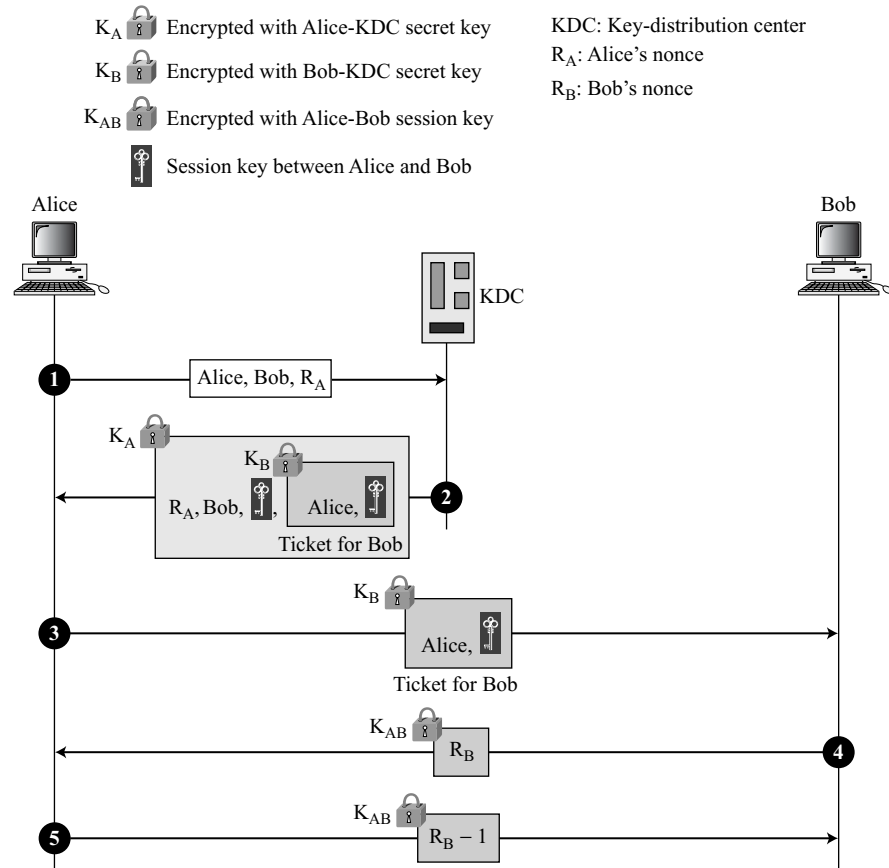 K_A Encrypted with Alice-KDC secret key
K_B Encrypted with Bob-KDC secret key
K_AB Encrypted with Alice-Bob session key
Session key between Alice and Bob
KDC: Key-distribution center
R_A: Alice's nonce
R_B: Bob's nonce
Alice
Bob
KDC
1
Alice, Bob, R_A
K_A
K_B
R_A, Bob, ,
Alice,
2
Ticket for Bob
K_B
3
Alice,
Ticket for Bob
K_AB
R_B
4
K_AB
5
R_B − 1